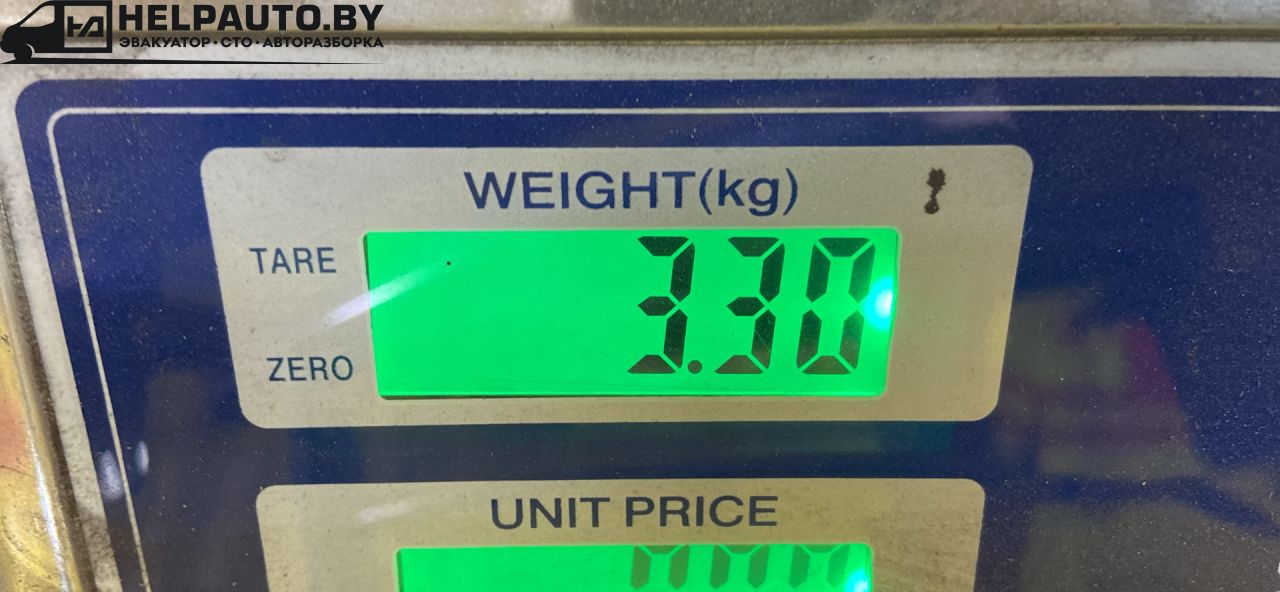 HELPAUTO.BY
ЭВАКУАТОР·СТО·АВТОРАЗБОРКА
WEIGHT(kg)
TARE
3.30
ZERO
UNIT PRICE